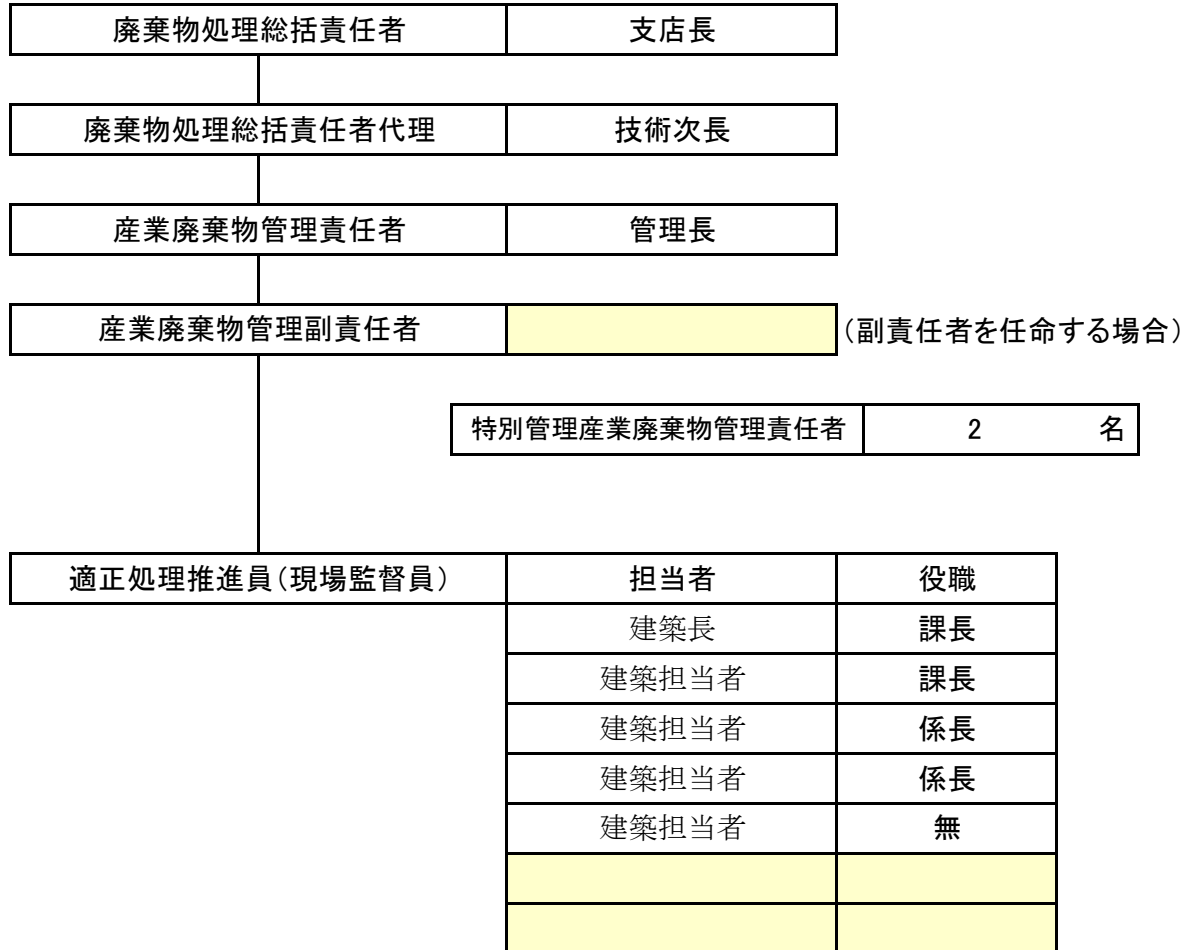 廃棄物処理総括責任者 支店長
廃棄物処理総括責任者代理 技術次長
産業廃棄物管理責任者 管理長
産業廃棄物管理副責任者 (副責任者を任命する場合)
特別管理産業廃棄物管理責任者 2 名
適正処理推進員(現場監督員) 担当者 役職
建築長 課長
建築担当者 課長
建築担当者 係長
建築担当者 係長
建築担当者 無